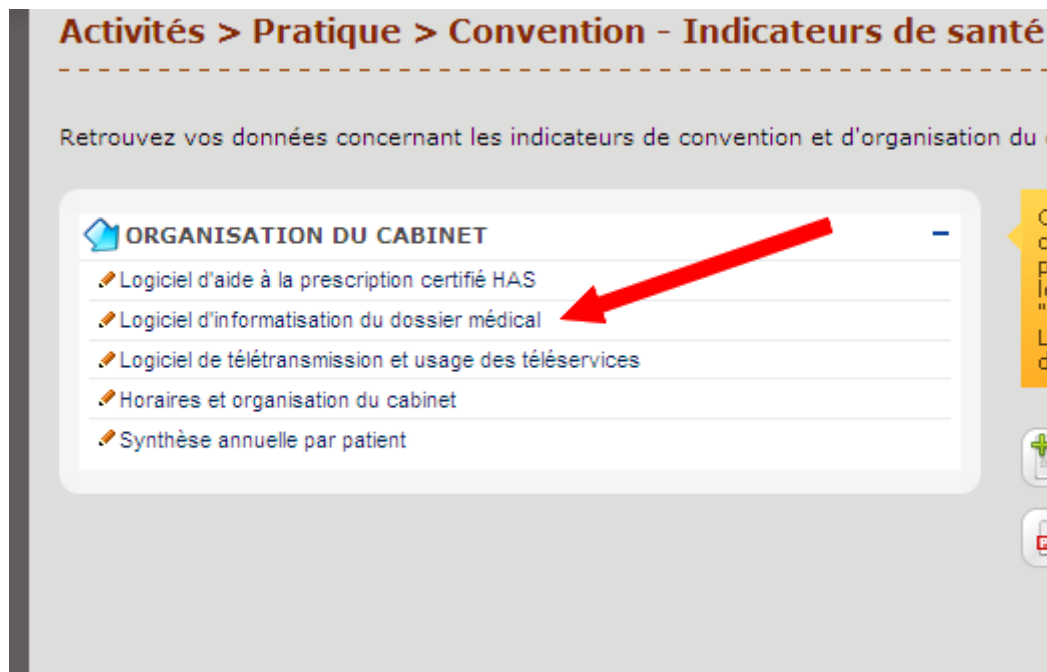 Activités > Pratique > Convention - Indicateurs de santé
Retrouvez vos données concernant les indicateurs de convention et d'organisation du
ORGANISATION DU CABINET
Logiciel d'aide à la prescription certifié HAS
Logiciel d'informatisation du dossier médical
Logiciel de télétransmission et usage des téléservices
Horaires et organisation du cabinet
Synthèse annuelle par patient